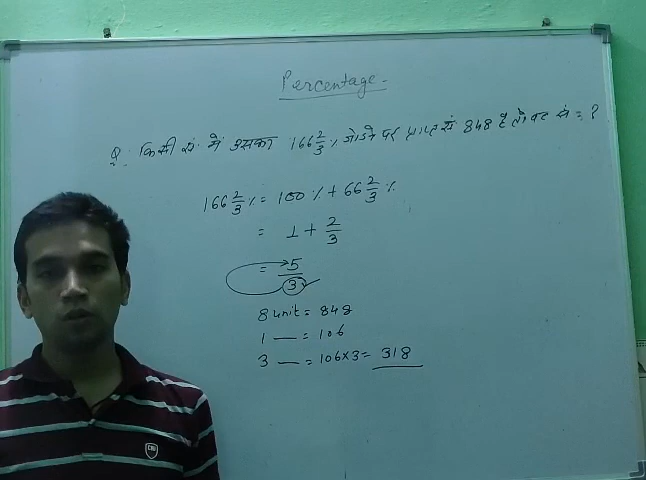 Percentage -
Q: किसी सं. में उसका 166 2/3 % जोड़ने पर प्राप्त सं 848 है तो वह सं = ?
166 2/3 % = 100 % + 66 2/3 %
= 1 + 2/3
= 5/3
8 unit = 848
1 — = 106
3 — = 106×3 = 318